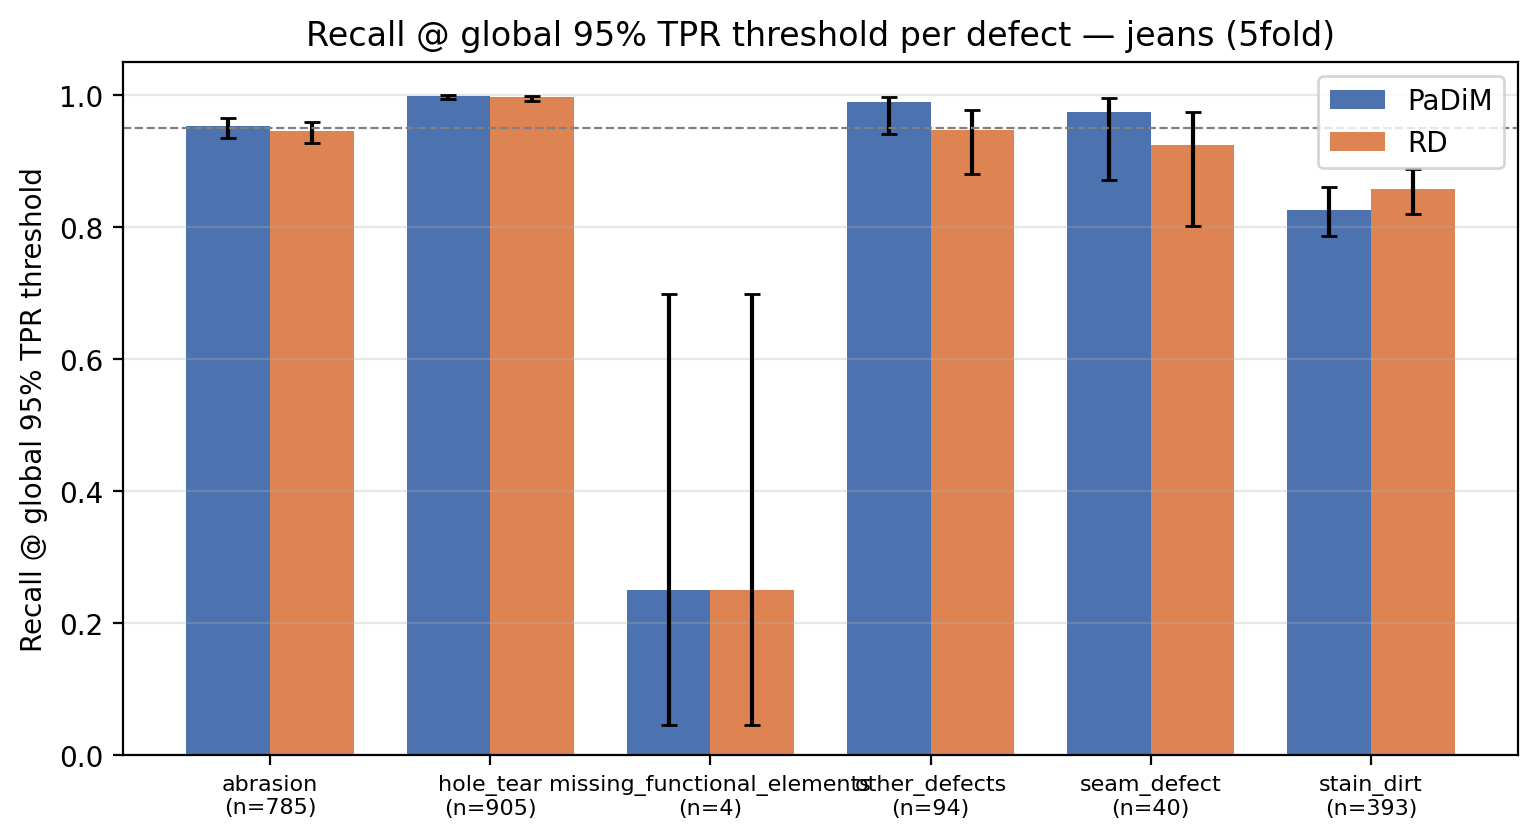 Recall @ global 95% TPR threshold per defect — jeans (5fold)
PaDiM
RD
Recall @ global 95% TPR threshold
1.0
0.8
0.6
0.4
0.2
0.0
abrasion
(n=785)
hole_tear
(n=905)
missing_functional_elements
(n=4)
other_defects
(n=94)
seam_defect
(n=40)
stain_dirt
(n=393)